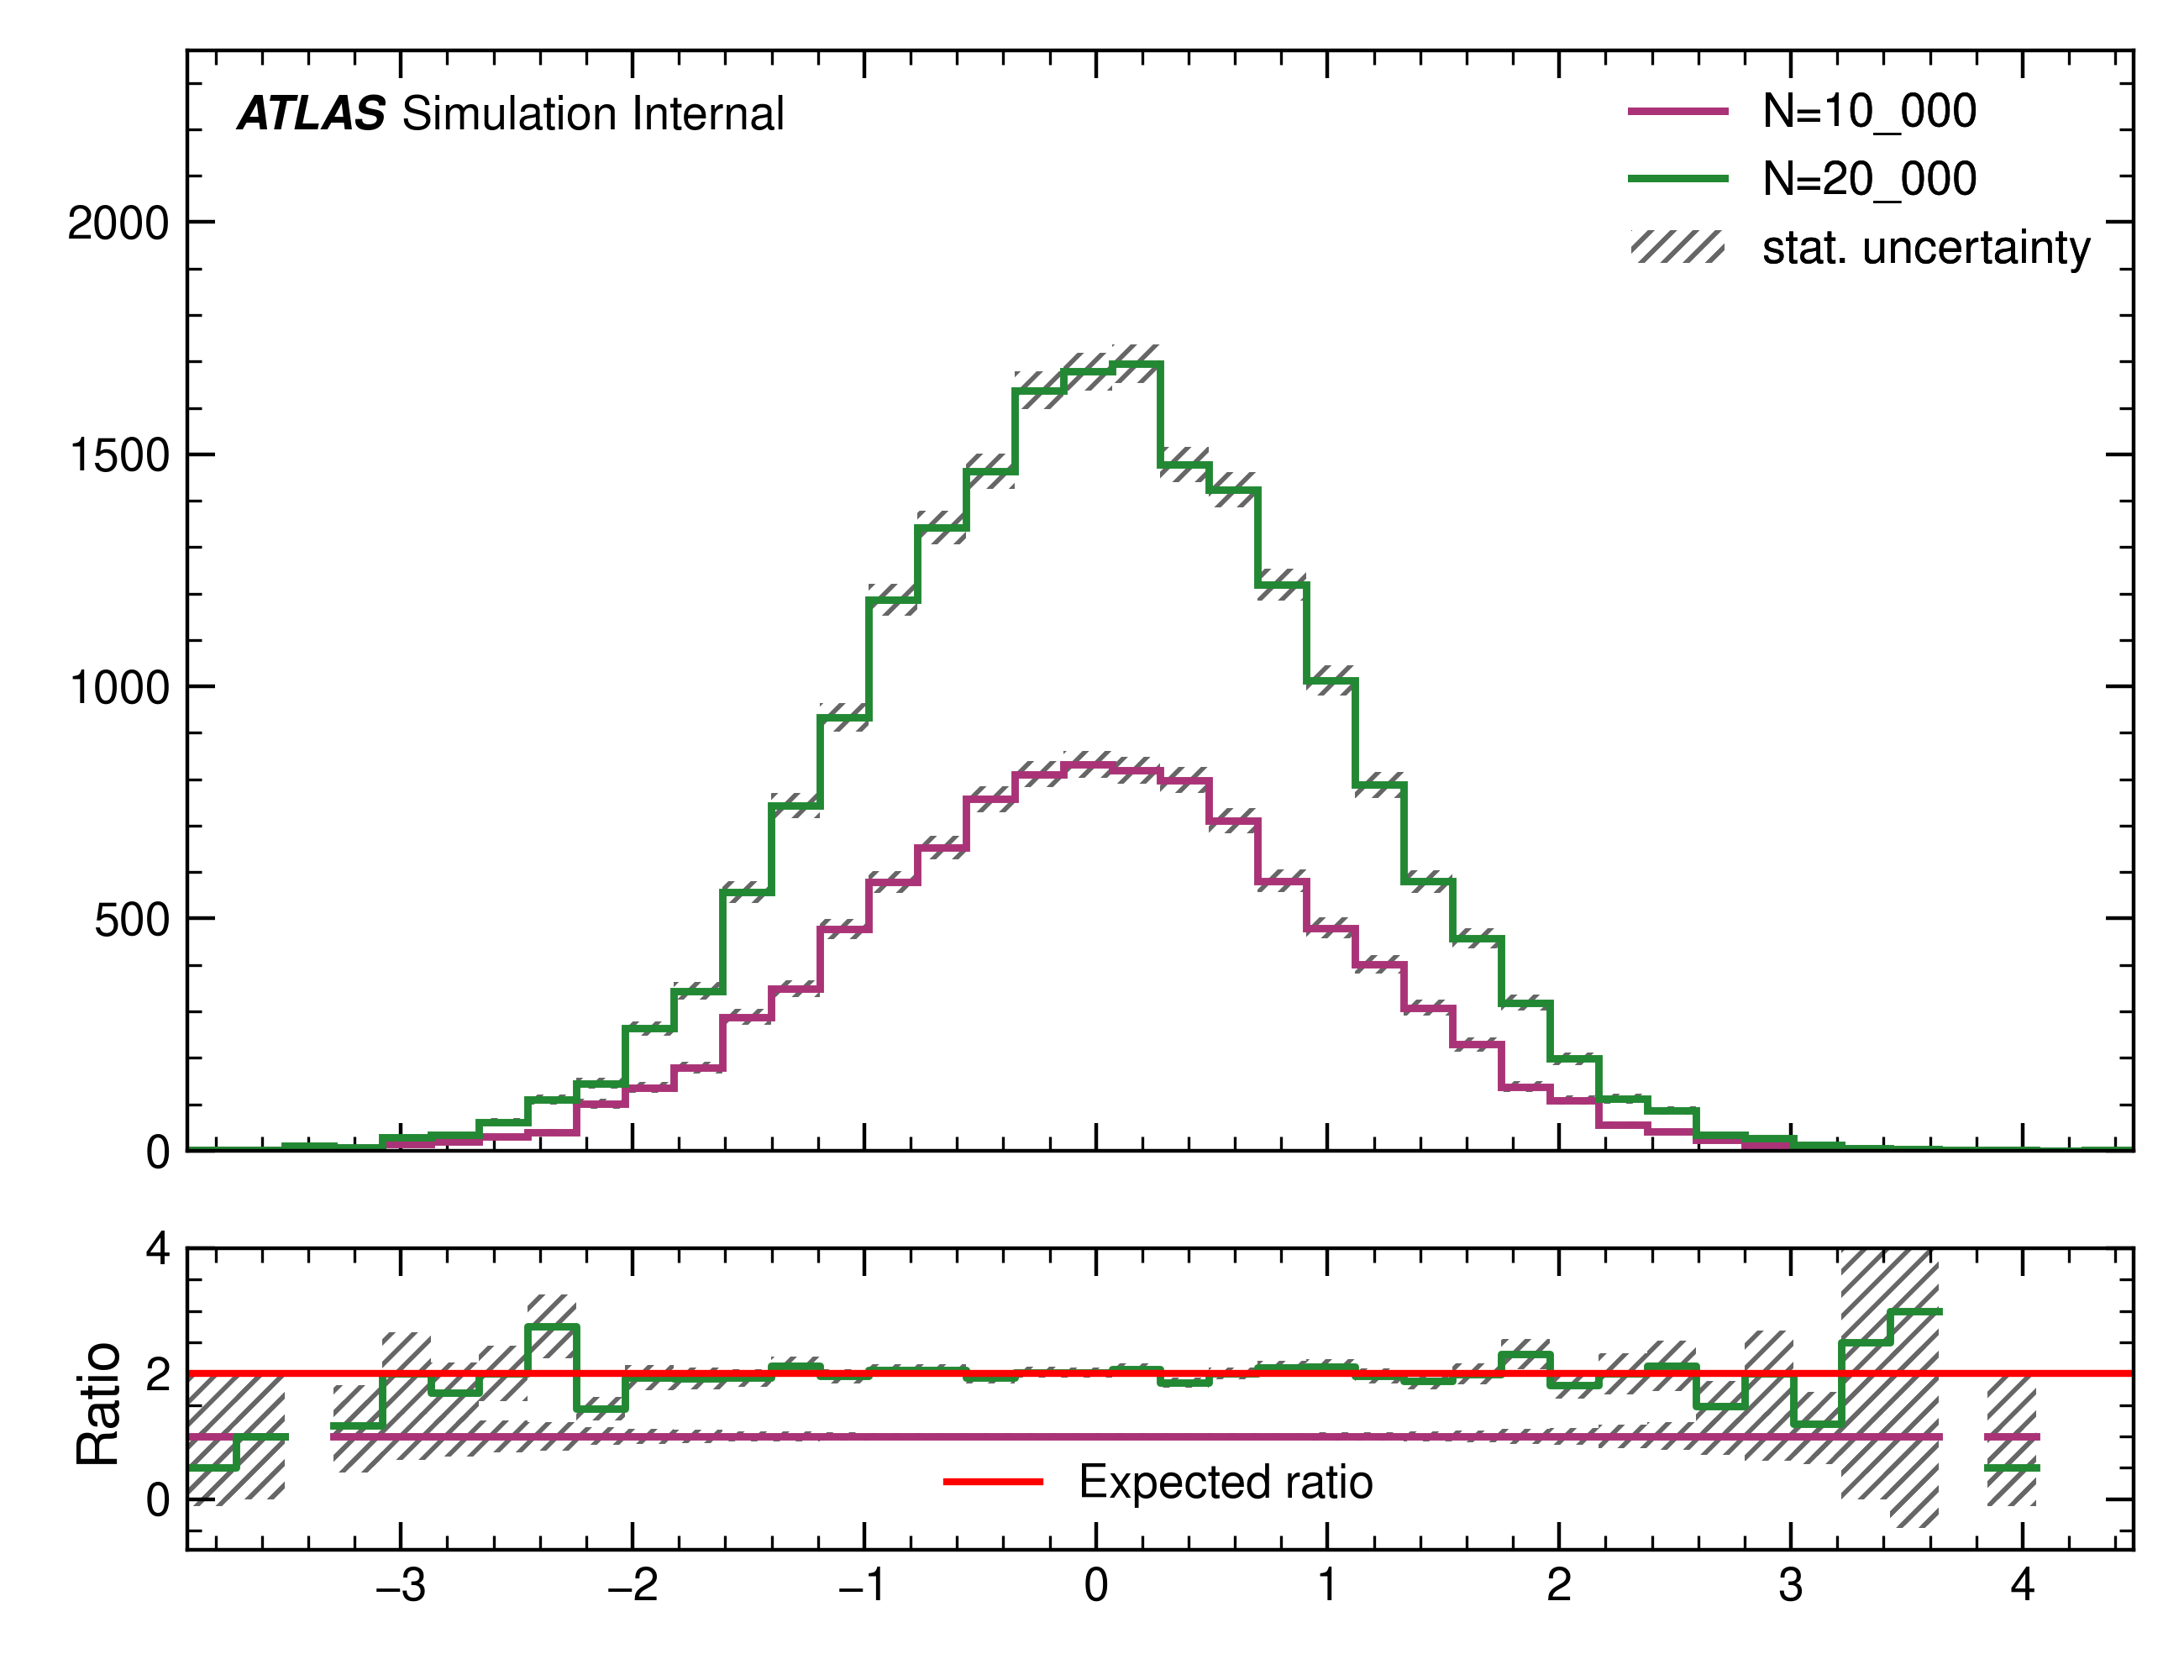 ATLAS Simulation Internal
N=10_000
N=20_000
stat. uncertainty
2000
1500
1000
500
0
4
2
0
Ratio
Expected ratio
−3 −2 −1 0 1 2 3 4